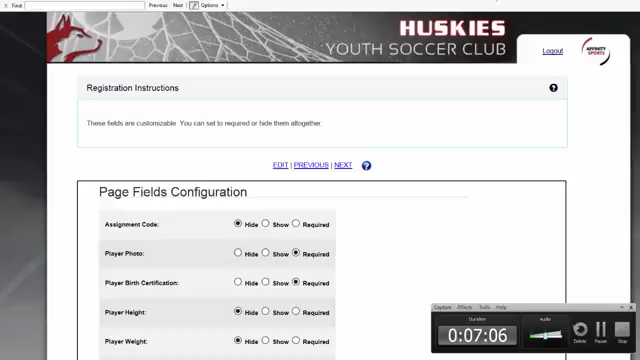 Find:
Previous
Next
Options
HUSKIES
YOUTH SOCCER CLUB
Logout
AFFINITY
SPORTS
Registration Instructions
These fields are customizable. You can set to required or hide them altogether.
EDIT | PREVIOUS | NEXT
Page Fields Configuration
Assignment Code: Hide Show Required
Player Photo: Hide Show Required
Player Birth Certification: Hide Show Required
Player Height: Hide Show Required
Player Weight: Hide Show Required
Capture Effects Tools Help
Duration
0:07:06
Audio
Delete
Pause
Stop